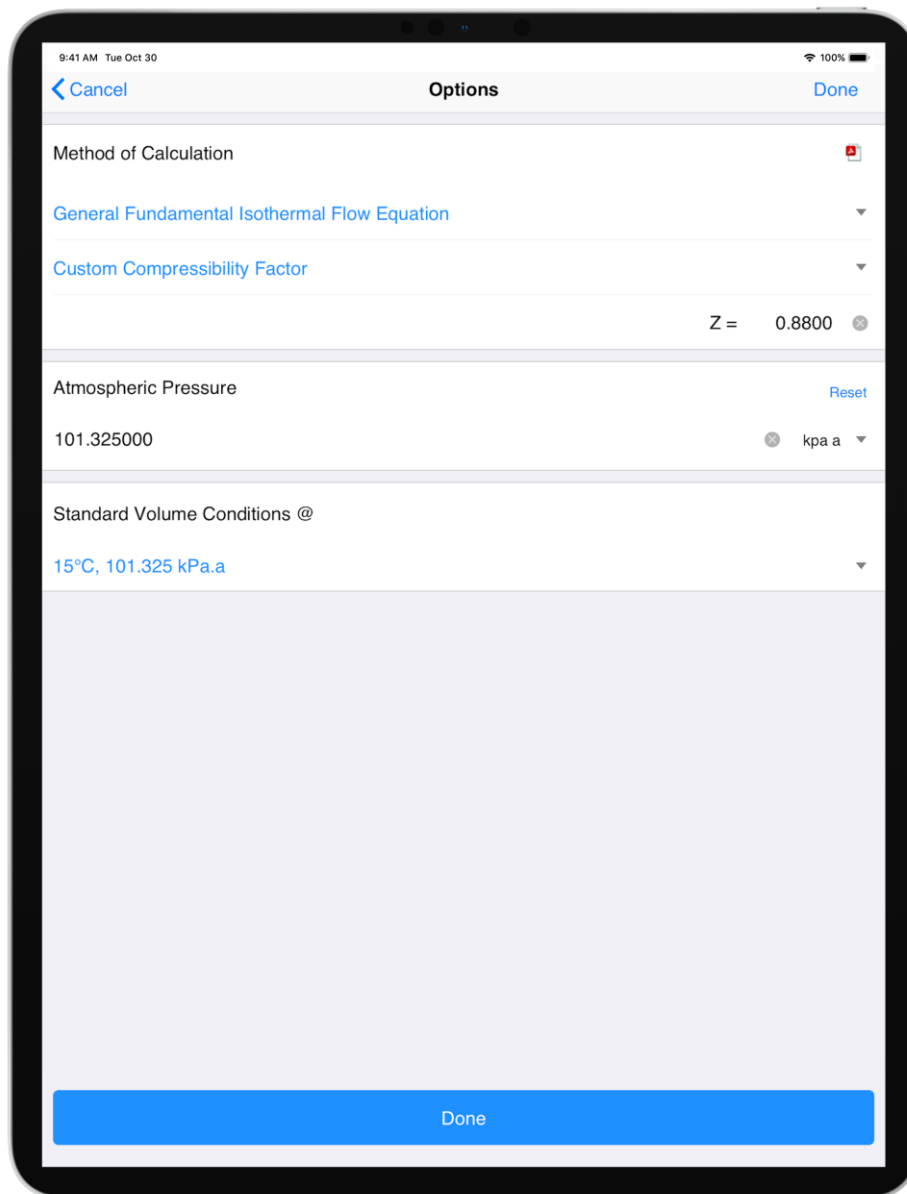 9:41 AM Tue Oct 30 100%
Cancel Options Done
Method of Calculation
General Fundamental Isothermal Flow Equation
Custom Compressibility Factor
Z = 0.8800
Atmospheric Pressure Reset
101.325000 kpa a
Standard Volume Conditions @
15°C, 101.325 kPa.a
Done